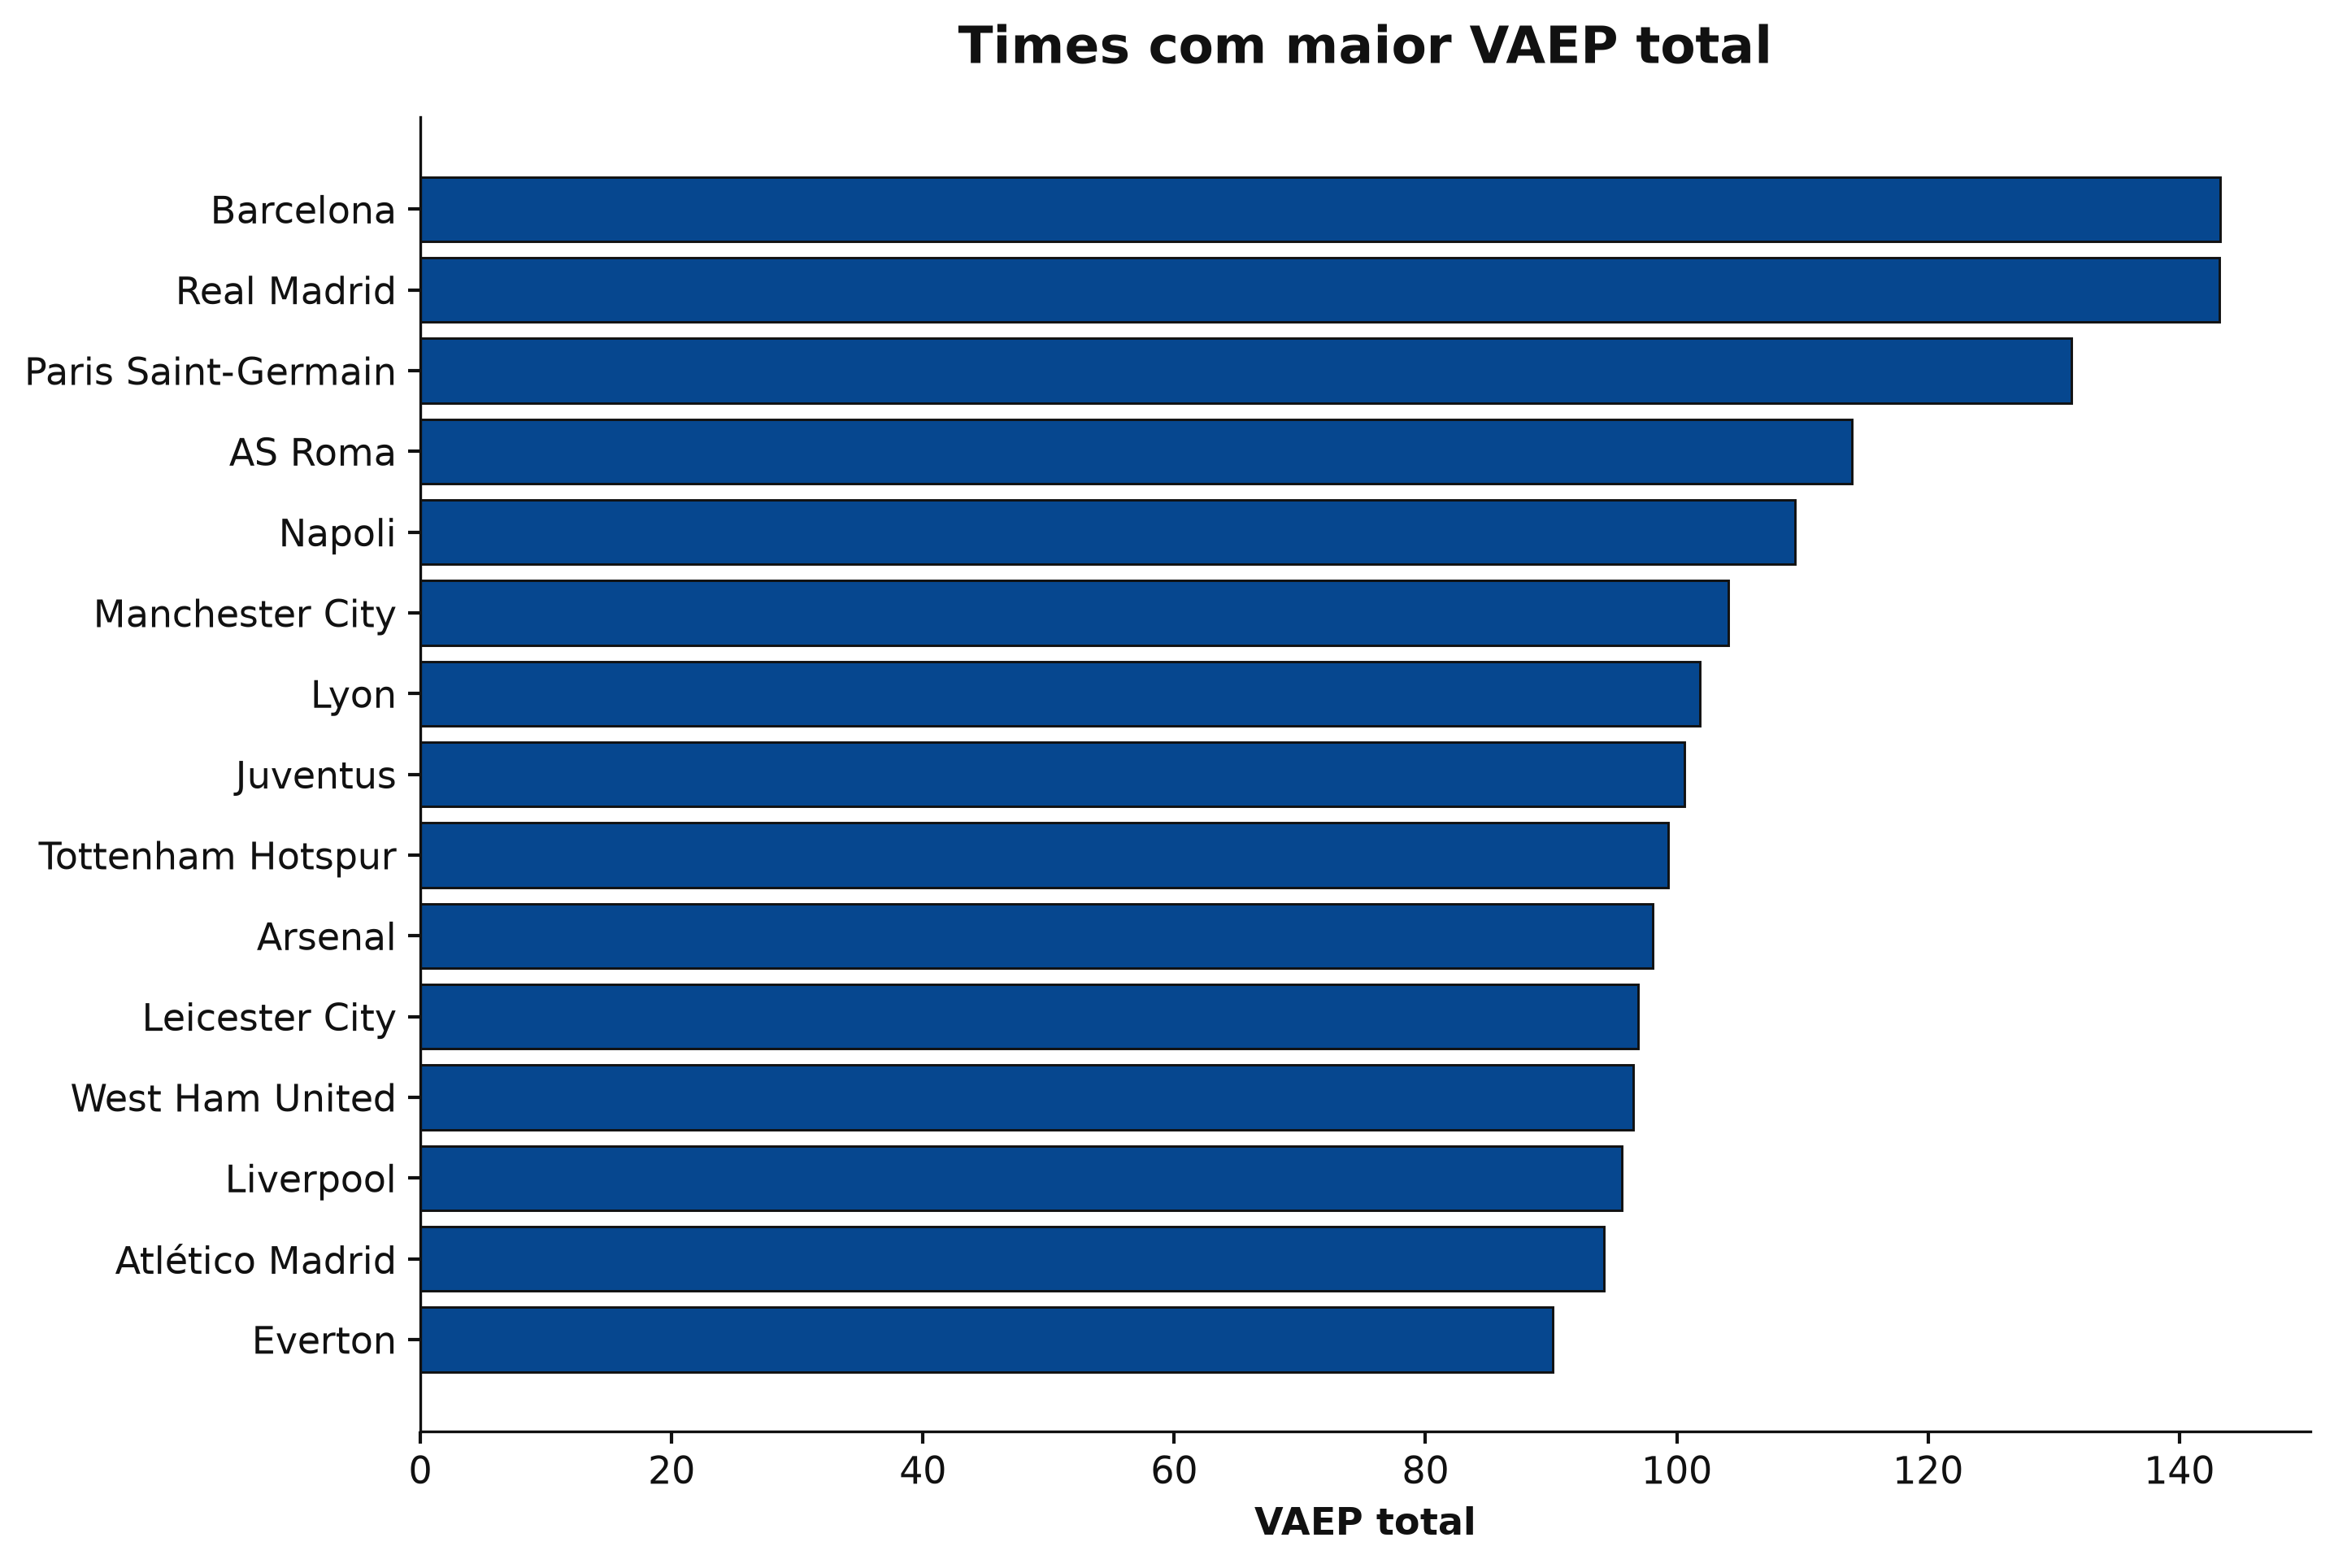 Times com maior VAEP total
Barcelona
Real Madrid
Paris Saint-Germain
AS Roma
Napoli
Manchester City
Lyon
Juventus
Tottenham Hotspur
Arsenal
Leicester City
West Ham United
Liverpool
Atlético Madrid
Everton
0 20 40 60 80 100 120 140
VAEP total